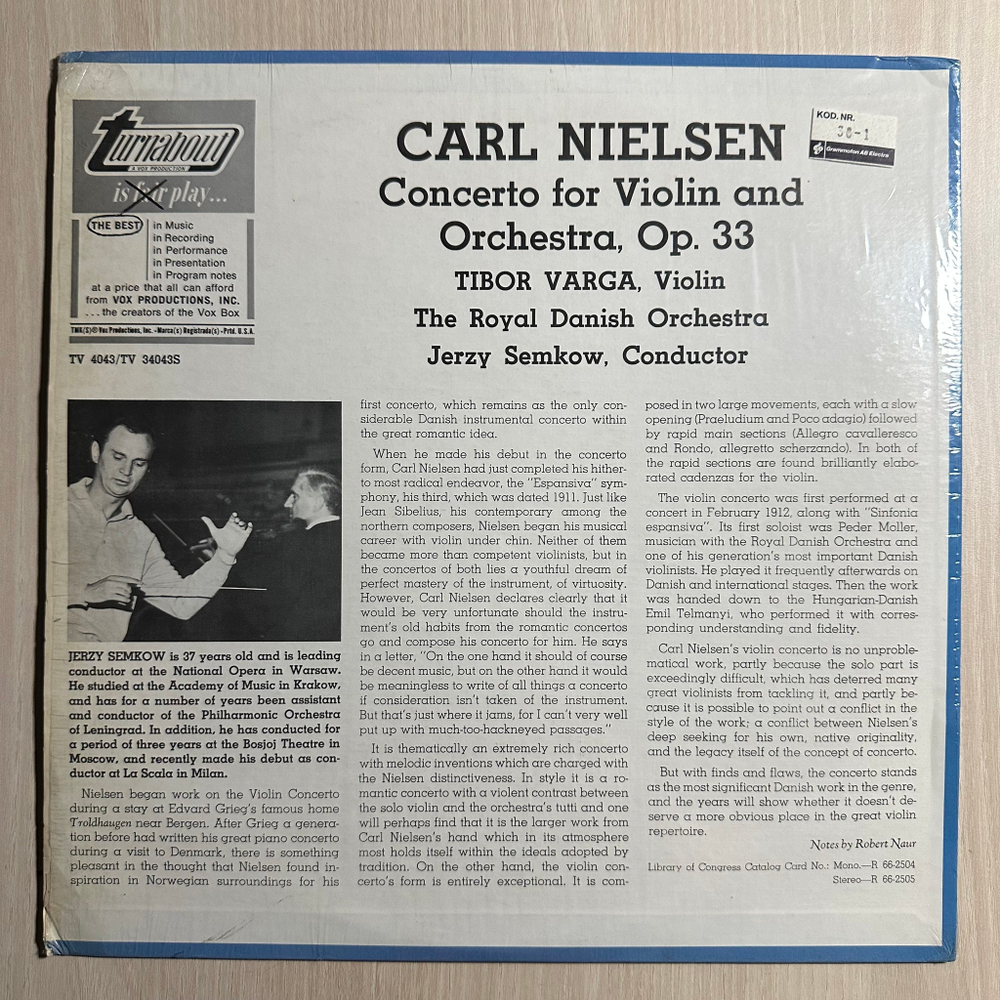 turnabout
A VOX PRODUCTION
is fair play...
THE BEST
in Music
in Recording
in Performance
in Presentation
in Program notes
at a price that all can afford
from VOX PRODUCTIONS, INC.
...the creators of the Vox Box
TMK(S)® Vox Productions, Inc. - Marca(s) Registrada(s) - Prtd. U.S.A.
TV 4043/TV 34043S
CARL NIELSEN
Concerto for Violin and
Orchestra, Op. 33
TIBOR VARGA, Violin
The Royal Danish Orchestra
Jerzy Semkow, Conductor
KOD. NR.
36-1
Grammofon AB Electra
JERZY SEMKOW is 37 years old and is leading
conductor at the National Opera in Warsaw.
He studied at the Academy of Music in Krakow,
and has for a number of years been assistant
and conductor of the Philharmonic Orchestra
of Leningrad. In addition, he has conducted for
a period of three years at the Bosjoj Theatre in
Moscow, and recently made his debut as con-
ductor at La Scala in Milan.
Nielsen began work on the Violin Concerto
during a stay at Edvard Grieg's famous home
Troldhaugen near Bergen. After Grieg a genera-
tion before had written his great piano concerto
during a visit to Denmark, there is something
pleasant in the thought that Nielsen found in-
spiration in Norwegian surroundings for his
first concerto, which remains as the only con-
siderable Danish instrumental concerto within
the great romantic idea.
When he made his debut in the concerto
form, Carl Nielsen had just completed his hither-
to most radical endeavor, the "Espansiva" sym-
phony, his third, which was dated 1911. Just like
Jean Sibelius, his contemporary among the
northern composers, Nielsen began his musical
career with violin under chin. Neither of them
became more than competent violinists, but in
the concertos of both lies a youthful dream of
perfect mastery of the instrument, of virtuosity.
However, Carl Nielsen declares clearly that it
would be very unfortunate should the instru-
ment's old habits from the romantic concertos
go and compose his concerto for him. He says
in a letter, "On the one hand it should of course
be decent music, but on the other hand it would
be meaningless to write of all things a concerto
if consideration isn't taken of the instrument.
But that's just where it jams, for I can't very well
put up with much-too-hackneyed passages."
It is thematically an extremely rich concerto
with melodic inventions which are charged with
the Nielsen distinctiveness. In style it is a ro-
mantic concerto with a violent contrast between
the solo violin and the orchestra's tutti and one
will perhaps find that it is the larger work from
Carl Nielsen's hand which in its atmosphere
most holds itself within the ideals adopted by
tradition. On the other hand, the violin con-
certo's form is entirely exceptional. It is com-
posed in two large movements, each with a slow
opening (Praeludium and Poco adagio) followed
by rapid main sections (Allegro cavalleresco
and Rondo, allegretto scherzando). In both of
the rapid sections are found brilliantly elabo-
rated cadenzas for the violin.
The violin concerto was first performed at a
concert in February 1912, along with "Sinfonia
espansiva". Its first soloist was Peder Moller,
musician with the Royal Danish Orchestra and
one of his generation's most important Danish
violinists. He played it frequently afterwards on
Danish and international stages. Then the work
was handed down to the Hungarian-Danish
Emil Telmanyi, who performed it with corres-
ponding understanding and fidelity.
Carl Nielsen's violin concerto is no unproble-
matical work, partly because the solo part is
exceedingly difficult, which has deterred many
great violinists from tackling it, and partly be-
cause it is possible to point out a conflict in the
style of the work; a conflict between Nielsen's
deep seeking for his own, native originality,
and the legacy itself of the concept of concerto.
But with finds and flaws, the concerto stands
as the most significant Danish work in the genre,
and the years will show whether it doesn't de-
serve a more obvious place in the great violin
repertoire.
Notes by Robert Naur
Library of Congress Catalog Card No.: Mono.—R 66-2504
Stereo—R 66-2505